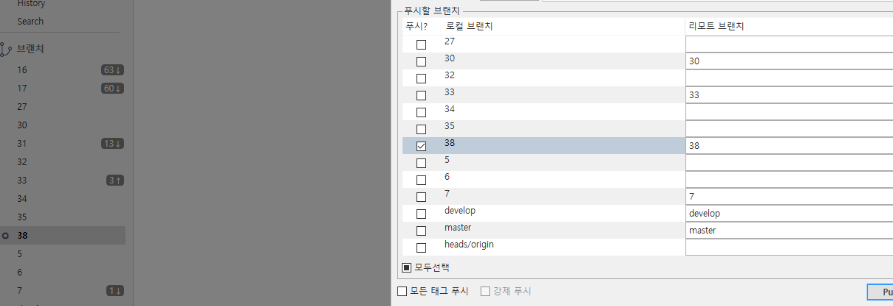 History
Search
브랜치
16 63↓
17 60↓
27
30
31 13↓
32
33 3↑
34
35
38
5
6
7 1↓
푸시할 브랜치
푸시? 로컬 브랜치 리모트 브랜치
27
30 30
32
33 33
34
35
38 38
5
6
7 7
develop develop
master master
heads/origin
모두선택
모든 태그 푸시 강제 푸시
Pu